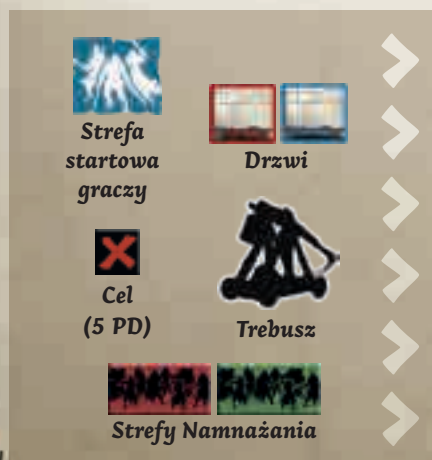 Strefa
startowa
graczy
Drzwi
Cel
(5 PD)
Trebusz
Strefy Namnażania